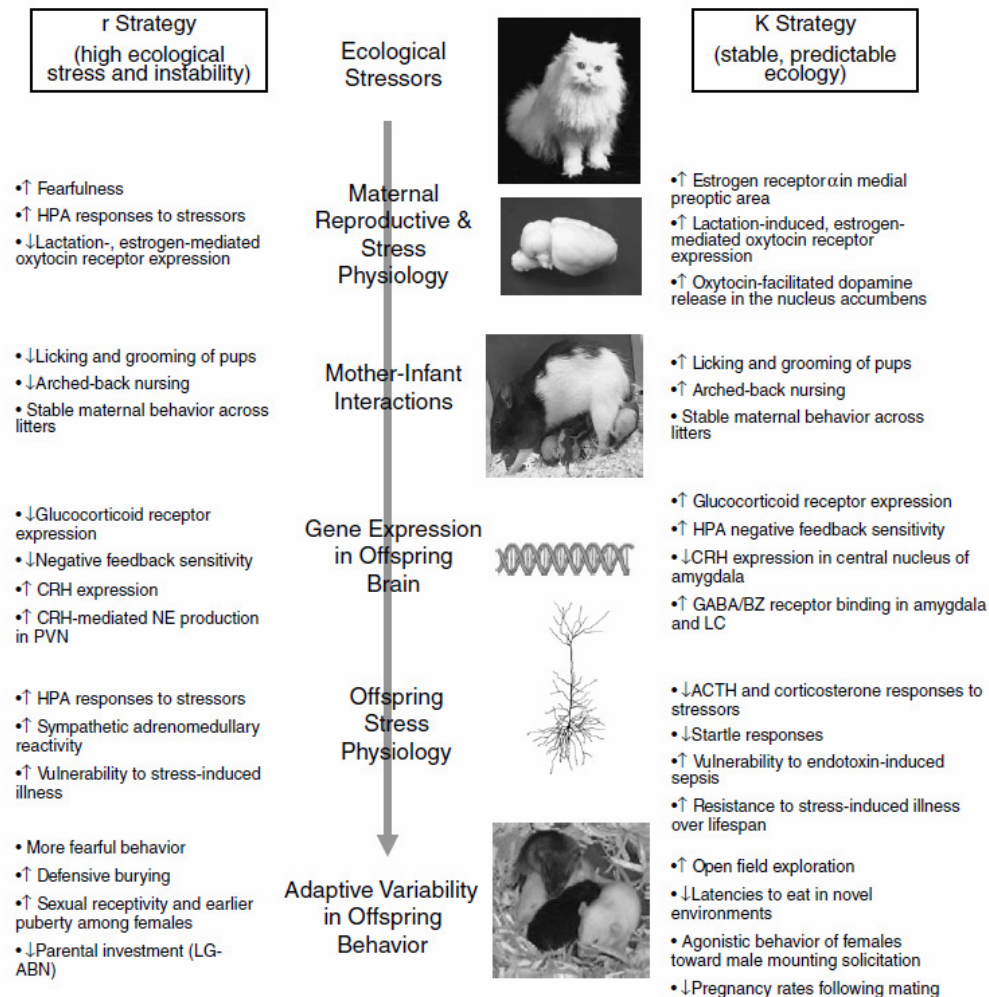 r Strategy
(high ecological
stress and instability)
Ecological
Stressors
K Strategy
(stable, predictable
ecology)
•↑ Fearfulness
•↑ HPA responses to stressors
•↓Lactation-, estrogen-mediated
oxytocin receptor expression
Maternal
Reproductive &
Stress
Physiology
•↑ Estrogen receptor α in medial
preoptic area
•↑ Lactation-induced, estrogen-
mediated oxytocin receptor
expression
•↑ Oxytocin-facilitated dopamine
release in the nucleus accumbens
•↓Licking and grooming of pups
•↓Arched-back nursing
• Stable maternal behavior across
litters
Mother-Infant
Interactions
•↑ Licking and grooming of pups
•↑ Arched-back nursing
• Stable maternal behavior across
litters
•↓Glucocorticoid receptor
expression
•↓Negative feedback sensitivity
•↑ CRH expression
•↑ CRH-mediated NE production
in PVN
Gene Expression
in Offspring
Brain
•↑ Glucocorticoid receptor expression
•↑ HPA negative feedback sensitivity
•↓CRH expression in central nucleus of
amygdala
•↑ GABA/BZ receptor binding in amygdala
and LC
•↑ HPA responses to stressors
•↑ Sympathetic adrenomedullary
reactivity
•↑ Vulnerability to stress-induced
illness
Offspring
Stress
Physiology
•↓ACTH and corticosterone responses to
stressors
•↓Startle responses
•↑ Vulnerability to endotoxin-induced
sepsis
•↑ Resistance to stress-induced illness
over lifespan
• More fearful behavior
•↑ Defensive burying
•↑ Sexual receptivity and earlier
puberty among females
•↓Parental investment (LG-
ABN)
Adaptive Variability
in Offspring
Behavior
•↑ Open field exploration
•↓Latencies to eat in novel
environments
• Agonistic behavior of females
toward male mounting solicitation
•↓Pregnancy rates following mating